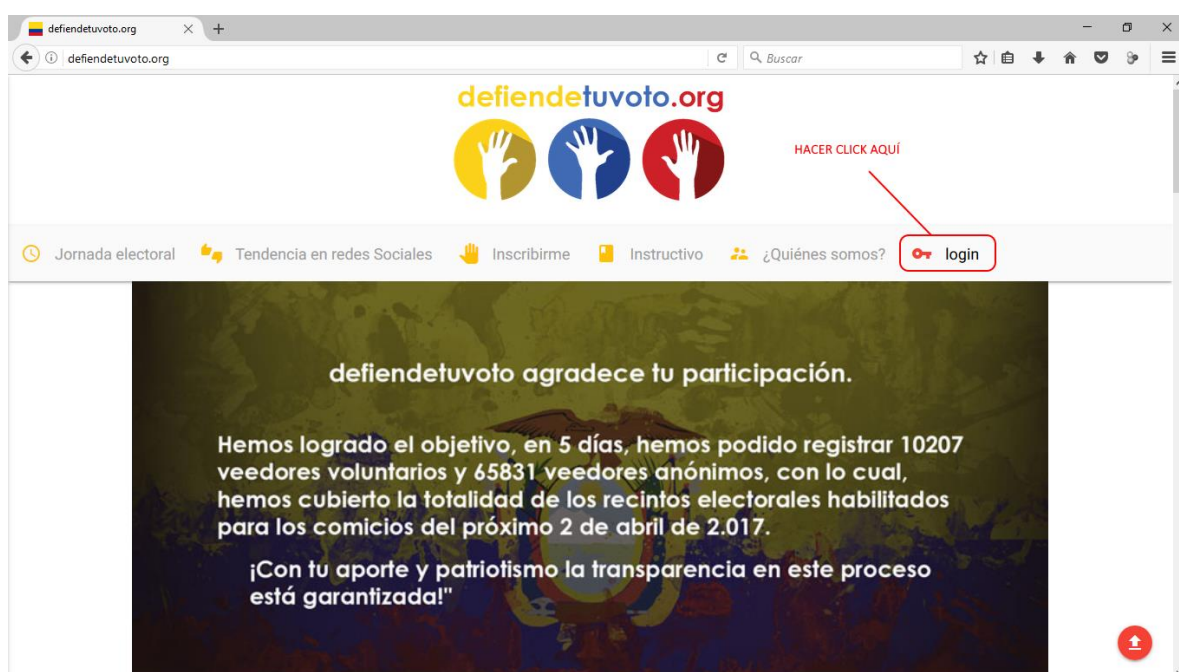 defiendetuvoto.org
defiendetuvoto.org
Buscar
defiendetuvoto.org
HACER CLICK AQUÍ
Jornada electoral
Tendencia en redes Sociales
Inscribirme
Instructivo
¿Quiénes somos?
login
defiendetuvoto agradece tu participación.
Hemos logrado el objetivo, en 5 días, hemos podido registrar 10207
veedores voluntarios y 65831 veedores anónimos, con lo cual,
hemos cubierto la totalidad de los recintos electorales habilitados
para los comicios del próximo 2 de abril de 2.017.
¡Con tu aporte y patriotismo la transparencia en este proceso
está garantizada!"